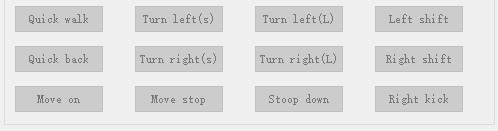 Quick walk Turn left(s) Turn left(L) Left shift
Quick back Turn right(s) Turn right(L) Right shift
Move on Move stop Stoop down Right kick